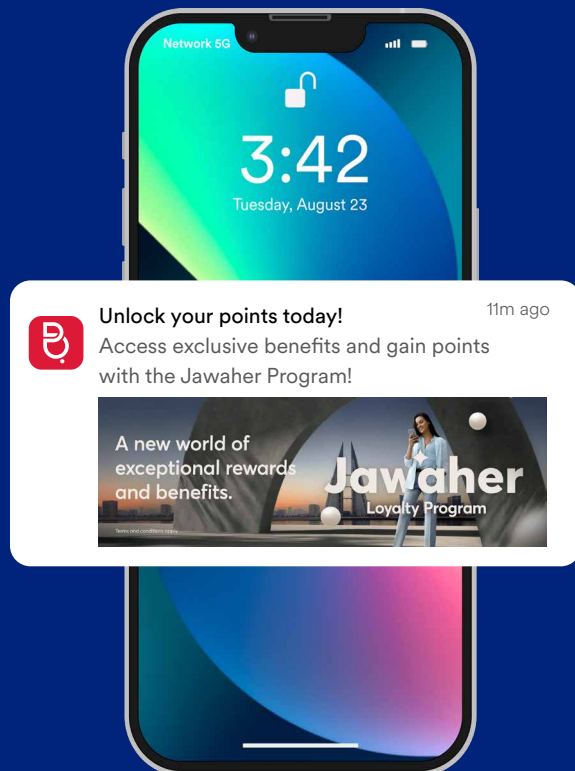 Network 5G
3:42
Tuesday, August 23
Unlock your points today!
11m ago
Access exclusive benefits and gain points
with the Jawaher Program!
A new world of
exceptional rewards
and benefits.
Jawaher
Loyalty Program
Terms and conditions apply